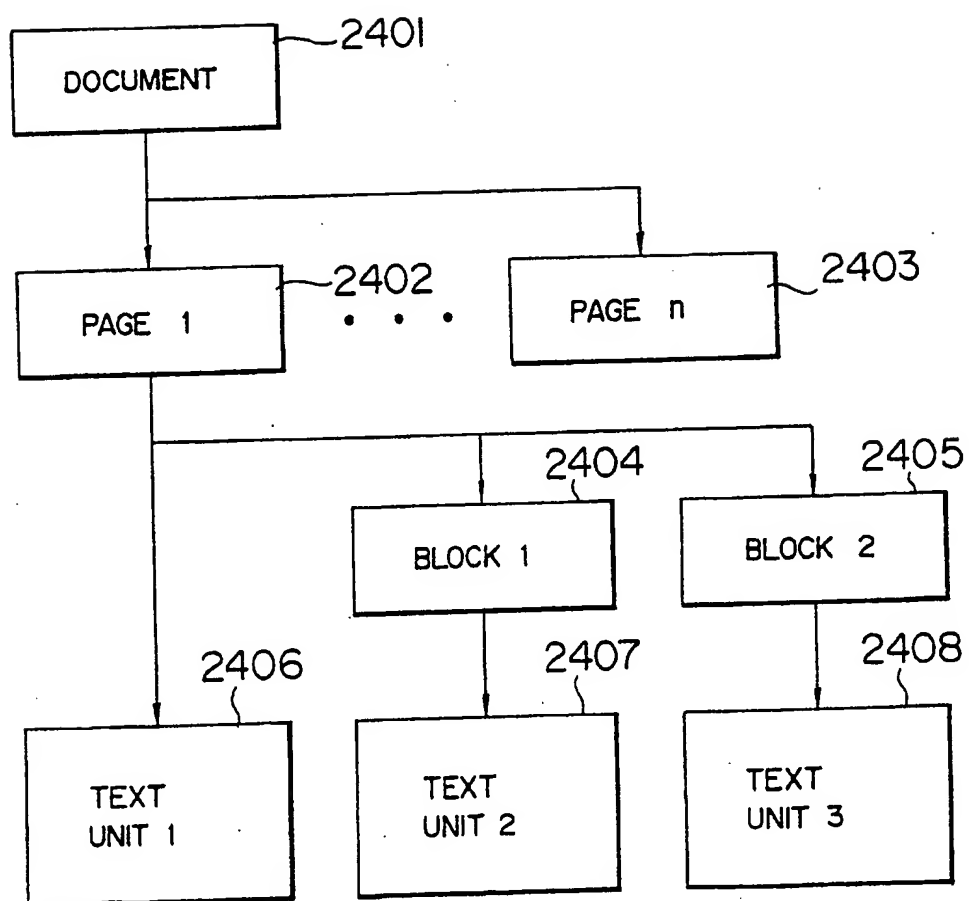 2401
DOCUMENT
2402
2403
PAGE 1
• • •
PAGE n
2404
2405
BLOCK 1
BLOCK 2
2406
2407
2408
TEXT
UNIT 1
TEXT
UNIT 2
TEXT
UNIT 3